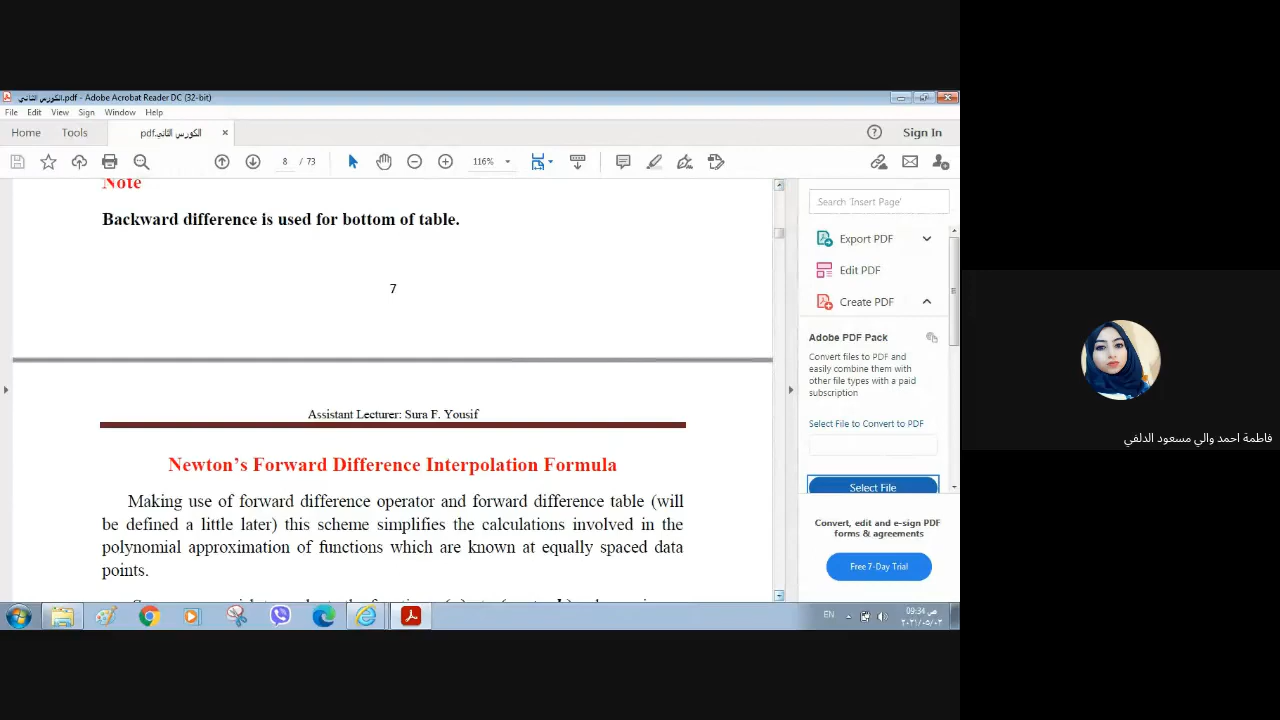 الكورس الثاني.pdf - Adobe Acrobat Reader DC (32-bit)
File Edit View Sign Window Help
Home Tools الكورس الثاني.pdf × Sign In
8 / 73 116%
Note
Backward difference is used for bottom of table.
7
Assistant Lecturer: Sura F. Yousif
Newton's Forward Difference Interpolation Formula
Making use of forward difference operator and forward difference table (will
be defined a little later) this scheme simplifies the calculations involved in the
polynomial approximation of functions which are known at equally spaced data
points.
Search 'Insert Page'
Export PDF
Edit PDF
Create PDF
Adobe PDF Pack
Convert files to PDF and
easily combine them with
other file types with a paid
subscription
Select File to Convert to PDF
Select File
Convert, edit and e-sign PDF
forms & agreements
Free 7-Day Trial
EN
09:34 ص
٢٠٢١/٠٥/٠٢
فاطمة احمد والي مسعود الدلفي